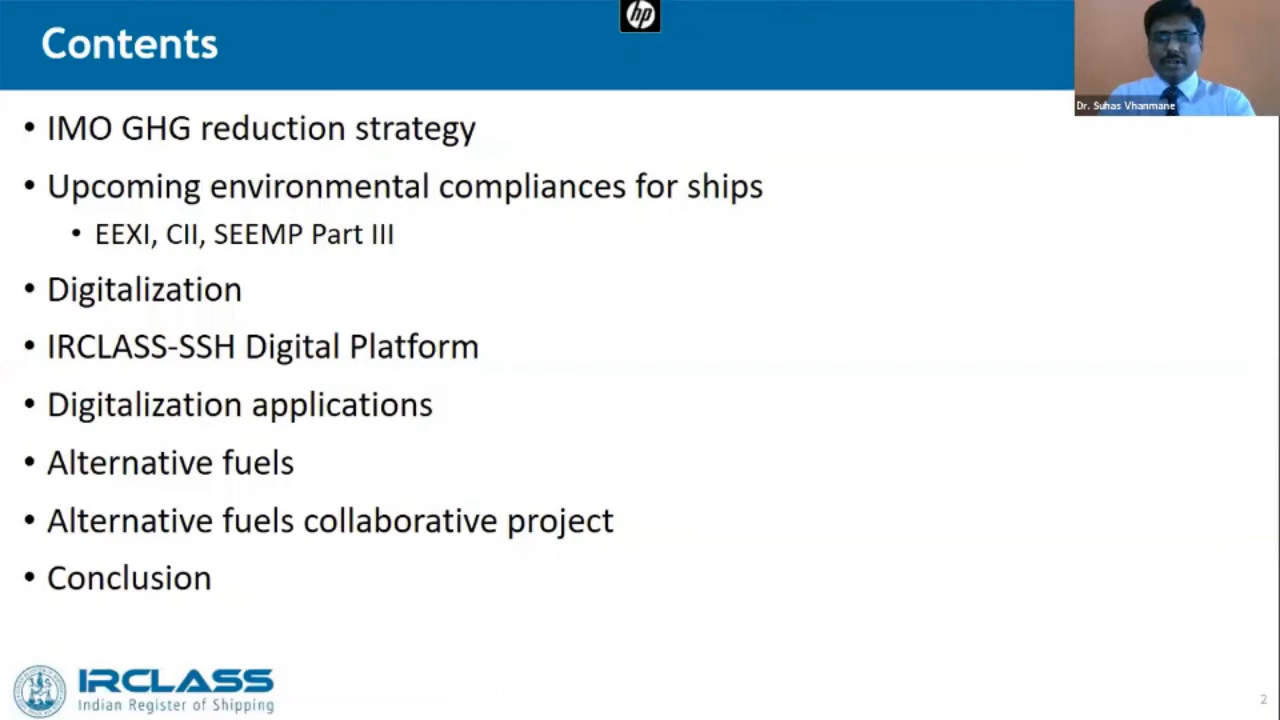 Contents
hp
Dr. Suhas Vhanmane
• IMO GHG reduction strategy
• Upcoming environmental compliances for ships
• EEXI, CII, SEEMP Part III
• Digitalization
• IRCLASS-SSH Digital Platform
• Digitalization applications
• Alternative fuels
• Alternative fuels collaborative project
• Conclusion
IRCLASS
Indian Register of Shipping
2